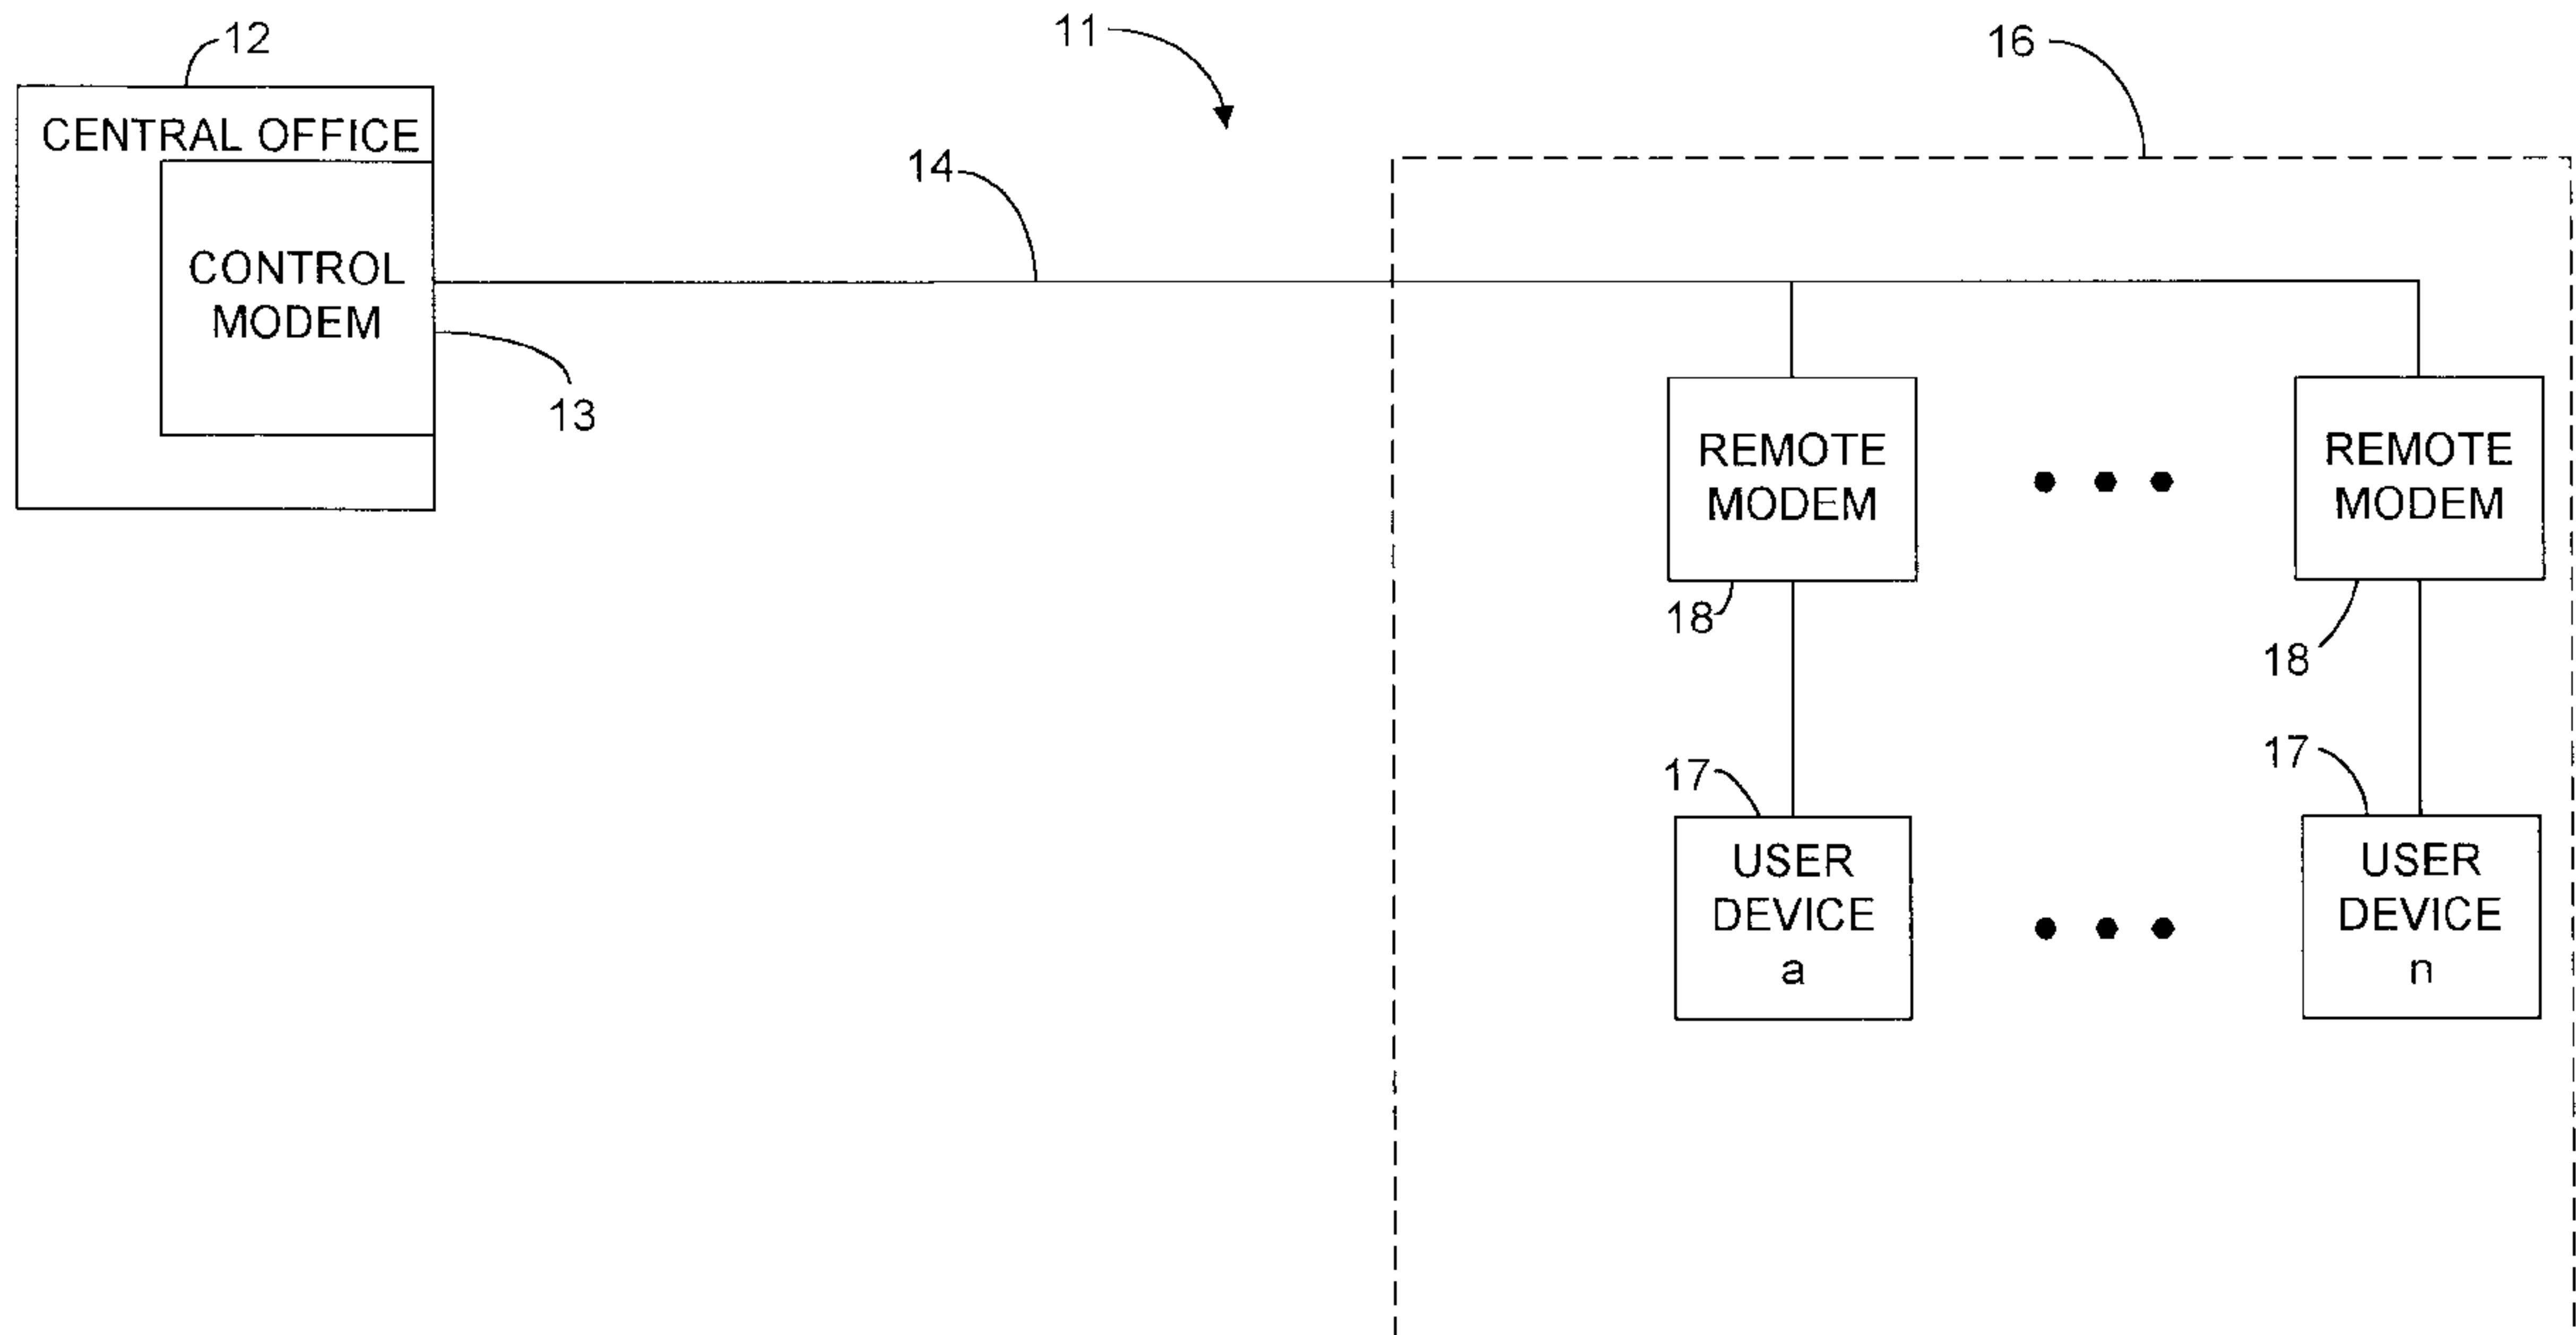 12
11
16
CENTRAL OFFICE
14
CONTROL
MODEM
13
REMOTE
MODEM
REMOTE
MODEM
18
18
17
17
USER
DEVICE
a
USER
DEVICE
n